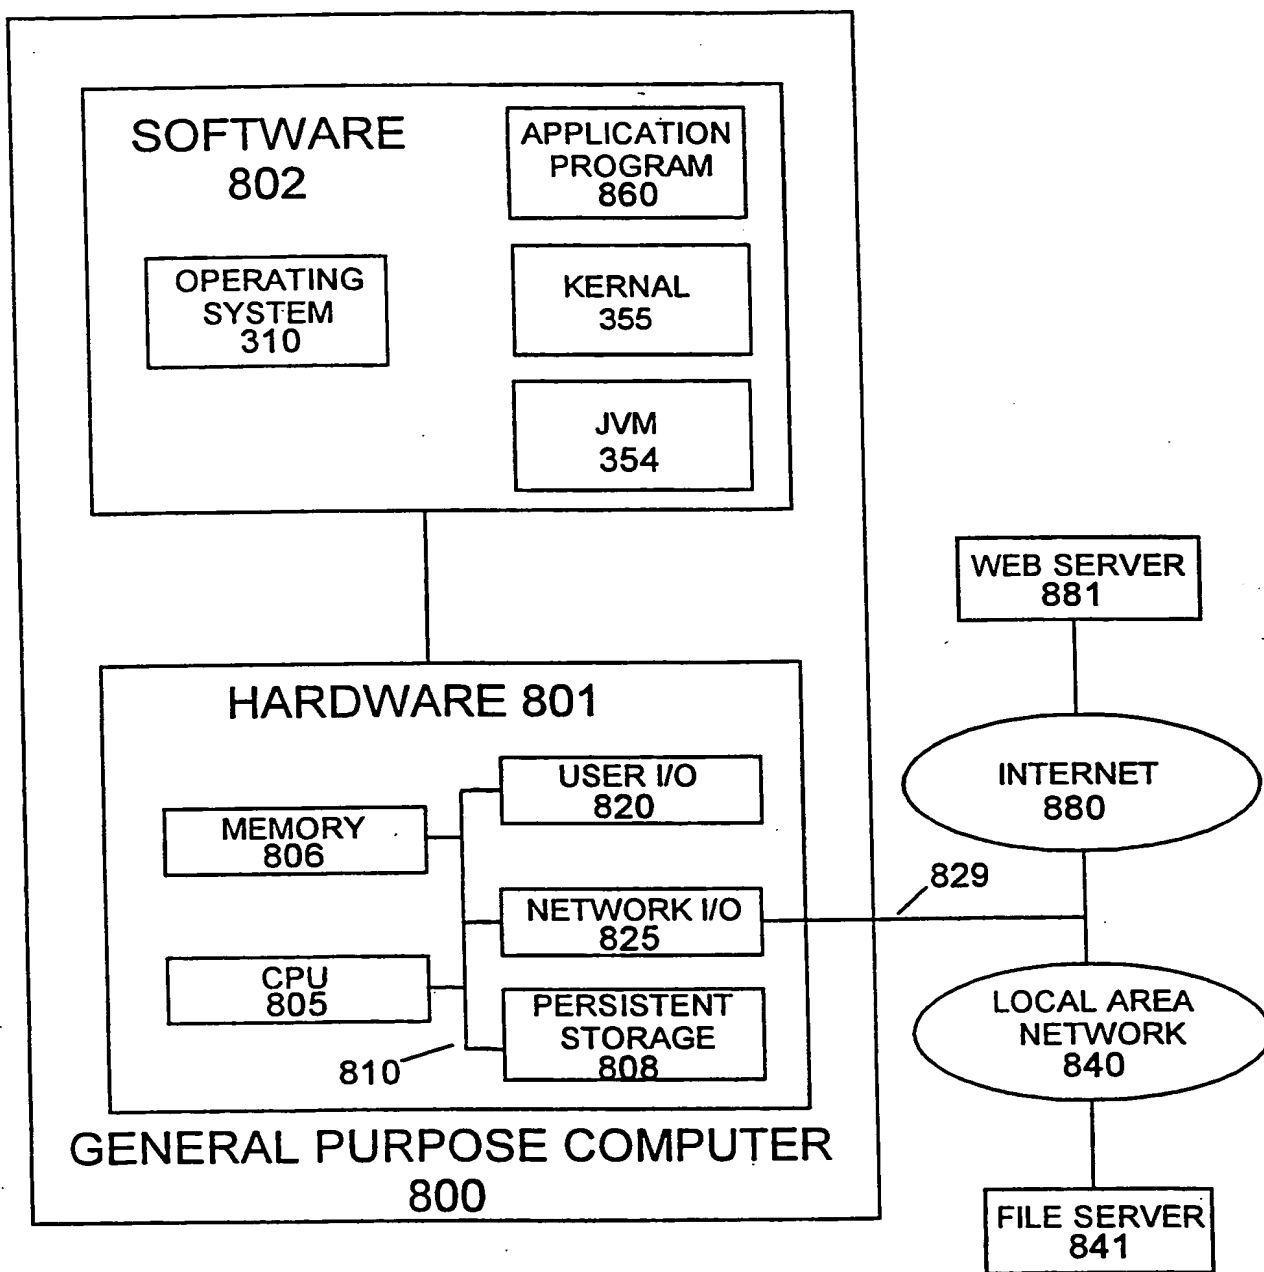 SOFTWARE
802
APPLICATION
PROGRAM
860
OPERATING
SYSTEM
310
KERNAL
355
JVM
354
WEB SERVER
881
HARDWARE 801
USER I/O
820
MEMORY
806
INTERNET
880
829
NETWORK I/O
825
CPU
805
PERSISTENT
STORAGE
808
810
LOCAL AREA
NETWORK
840
GENERAL PURPOSE COMPUTER
800
FILE SERVER
841